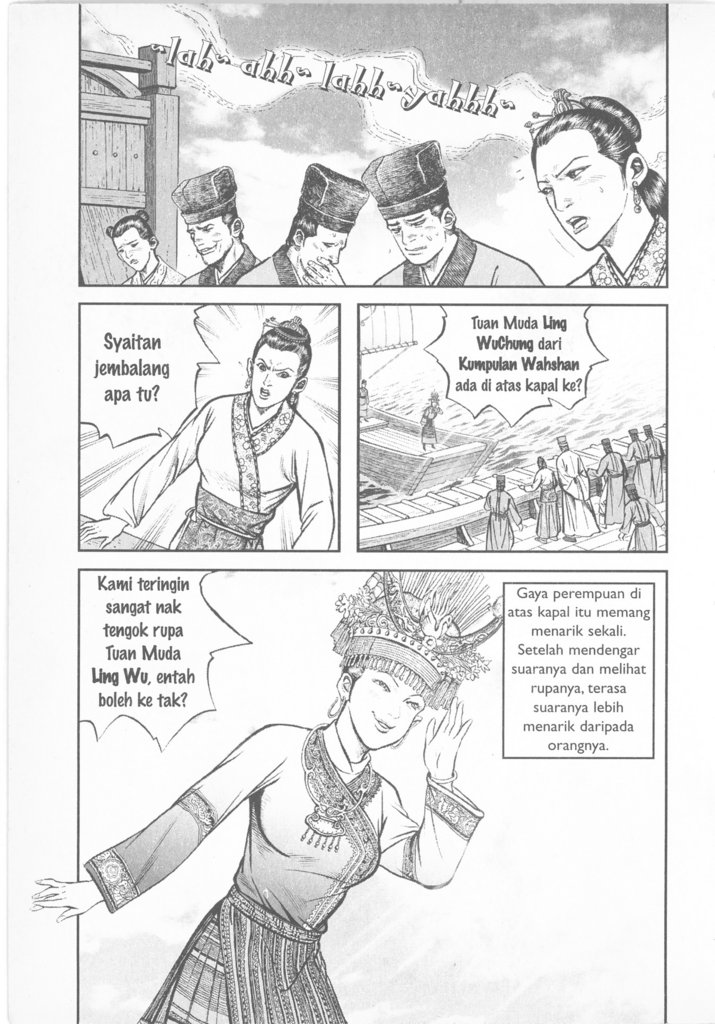 ~lah~ ahh~ lahh~yahhh~
Syaitan
jembalang
apa tu?
Tuan Muda Ling
WuChung dari
Kumpulan Wahshan
ada di atas kapal ke?
Kami teringin
sangat nak
tengok rupa
Tuan Muda
Ling Wu, entah
boleh ke tak?
Gaya perempuan di
atas kapal itu memang
menarik sekali.
Setelah mendengar
suaranya dan melihat
rupanya, terasa
suaranya lebih
menarik daripada
orangnya.